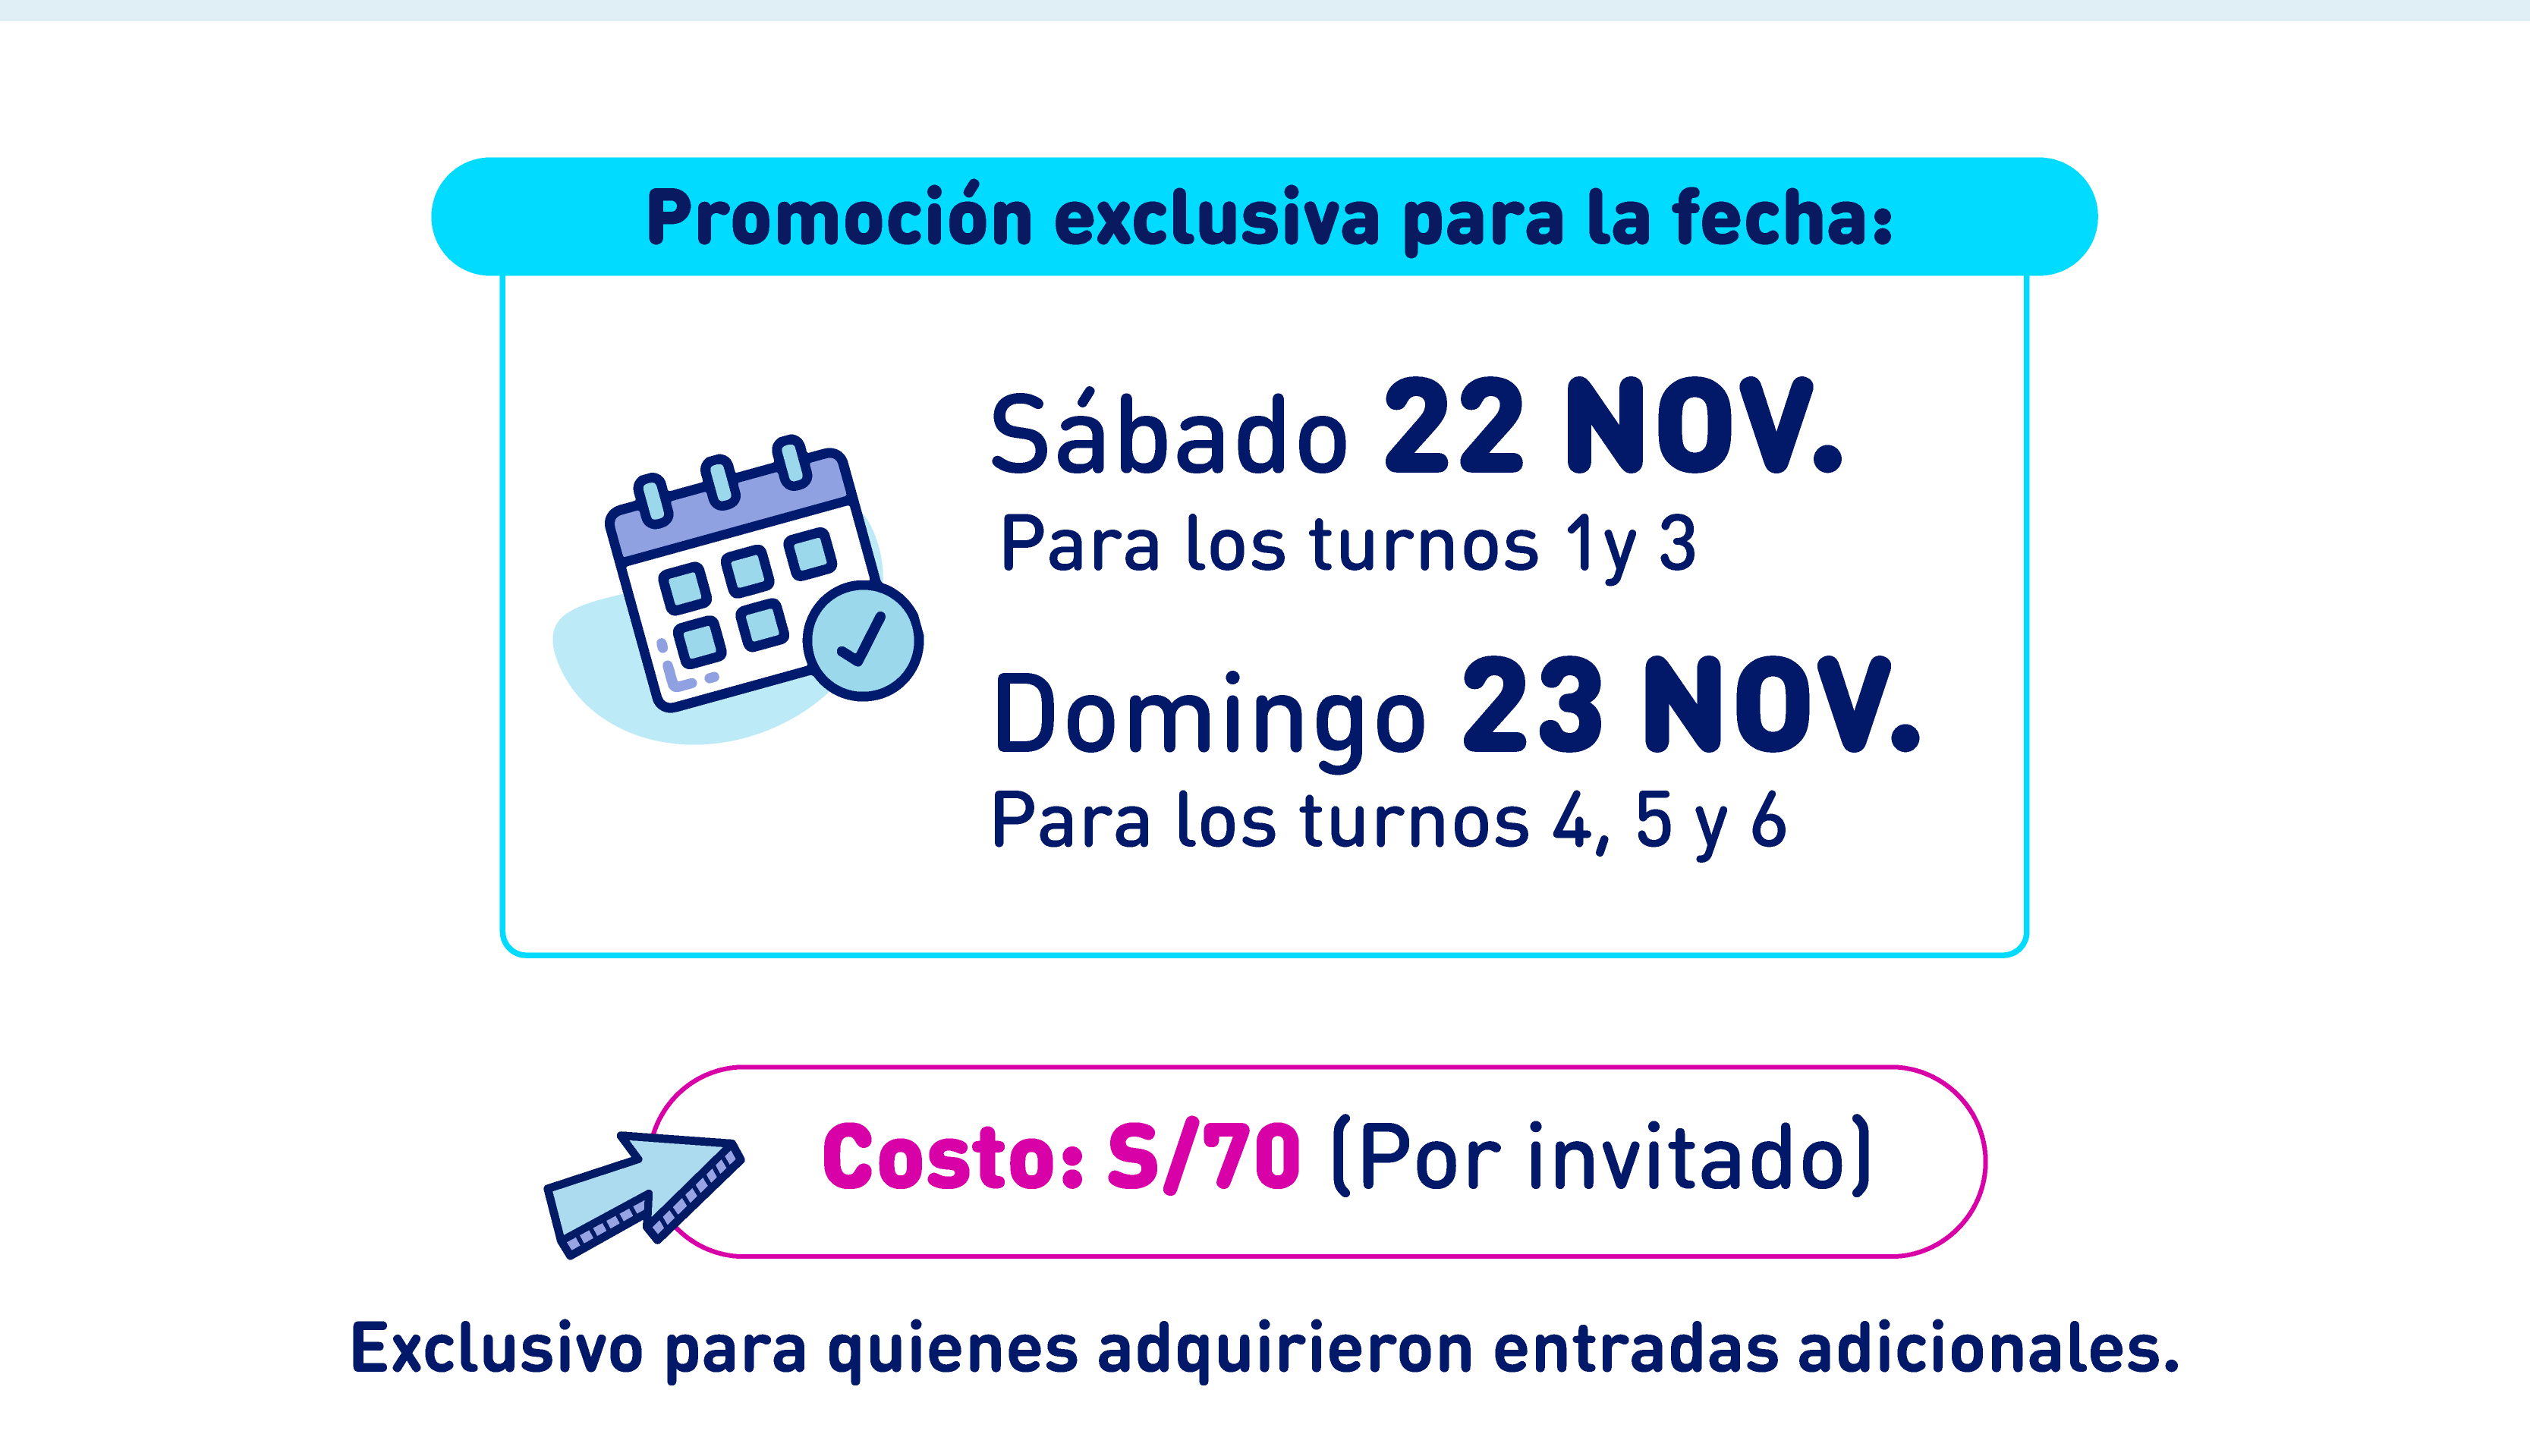 Promoción exclusiva para la fecha:
Sábado 22 NOV.
Para los turnos 1y 3
Domingo 23 NOV.
Para los turnos 4, 5 y 6
Costo: S/70 (Por invitado)
Exclusivo para quienes adquirieron entradas adicionales.